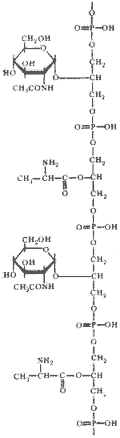 O=P—OH
O
CH₂OH
CH₂
O
OH
O—CH
HO
CH₃CONH
CH₂
O
O=P—OH
O
NH₂
CH₂
CH₃—CH—C—O—CH
O
CH₂
O
O=P—OH
CH₂OH
O
O
CH₂
OH
HO
O—CH
CH₃CONH
CH₂
O
O=P—OH
O
NH₂
CH₂
CH₃—CH—C—O—CH
O
CH₂
O
O=P—OH